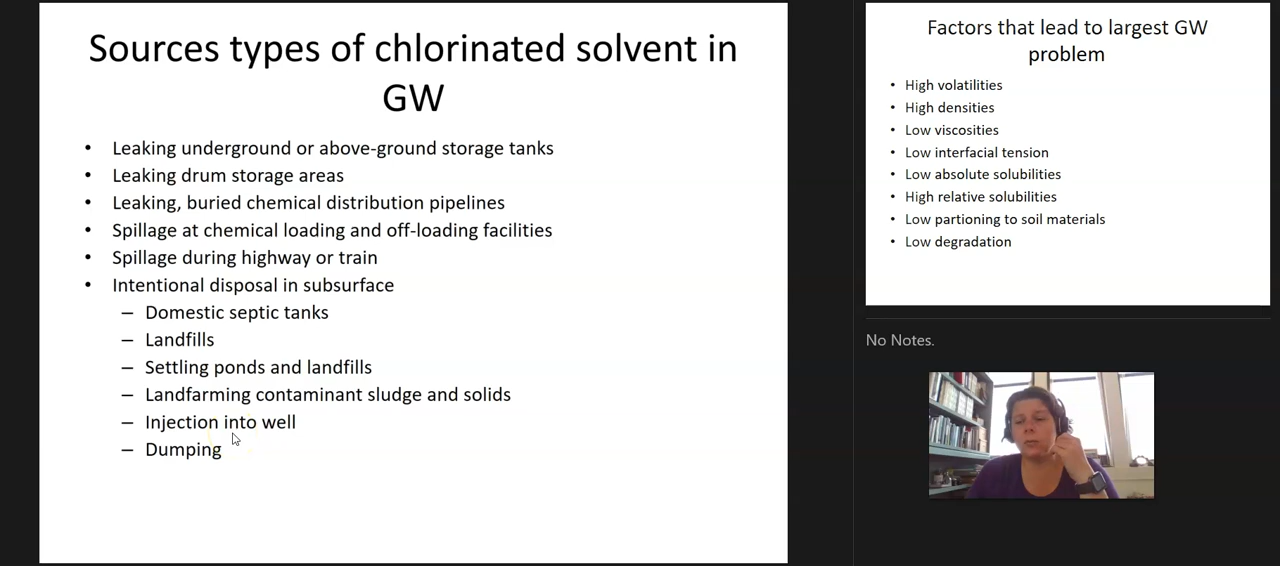 Sources types of chlorinated solvent in
GW
• Leaking underground or above-ground storage tanks
• Leaking drum storage areas
• Leaking, buried chemical distribution pipelines
• Spillage at chemical loading and off-loading facilities
• Spillage during highway or train
• Intentional disposal in subsurface
– Domestic septic tanks
– Landfills
– Settling ponds and landfills
– Landfarming contaminant sludge and solids
– Injection into well
– Dumping
Factors that lead to largest GW
problem
• High volatilities
• High densities
• Low viscosities
• Low interfacial tension
• Low absolute solubilities
• High relative solubilities
• Low partioning to soil materials
• Low degradation
No Notes.